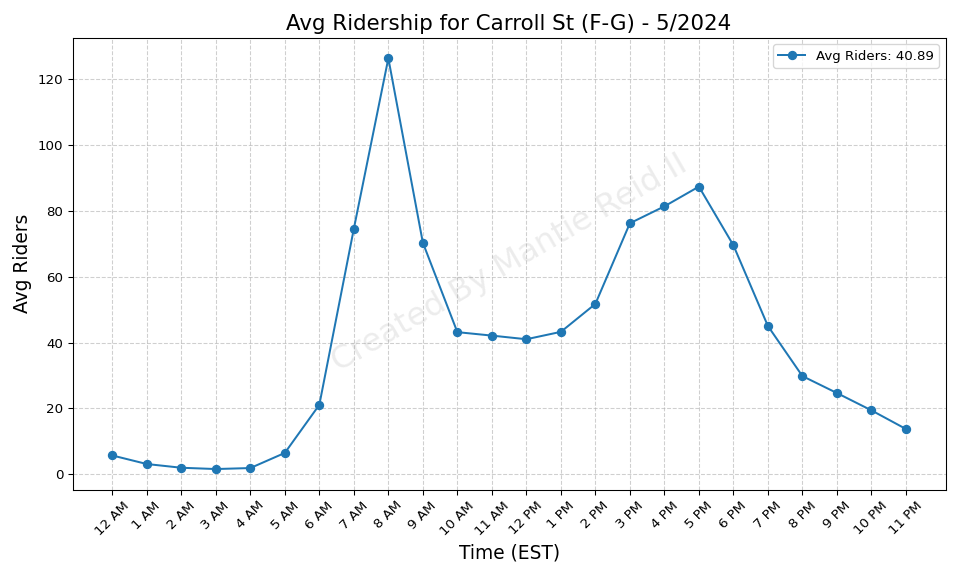 Avg Ridership for Carroll St (F-G) - 5/2024
Avg Riders: 40.89
Avg Riders
120
100
80
60
40
20
0
Created By Mantle Reid II
12 AM
1 AM
2 AM
3 AM
4 AM
5 AM
6 AM
7 AM
8 AM
9 AM
10 AM
11 AM
12 PM
1 PM
2 PM
3 PM
4 PM
5 PM
6 PM
7 PM
8 PM
9 PM
10 PM
11 PM
Time (EST)